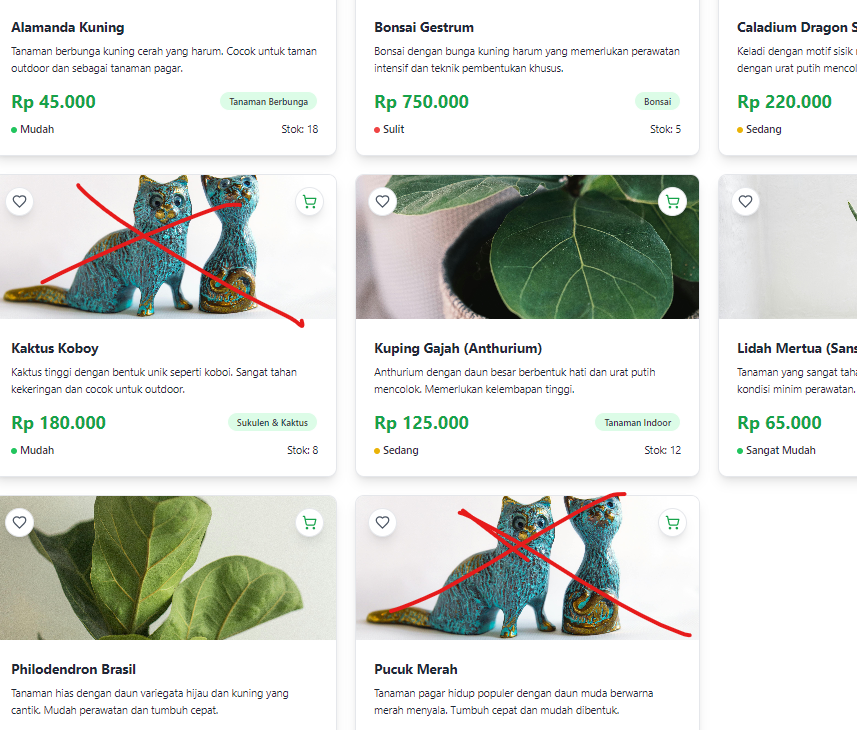 Alamanda Kuning
Tanaman berbunga kuning cerah yang harum. Cocok untuk taman
outdoor dan sebagai tanaman pagar.
Rp 45.000
Tanaman Berbunga
Mudah
Stok: 18
Bonsai Gestrum
Bonsai dengan bunga kuning harum yang memerlukan perawatan
intensif dan teknik pembentukan khusus.
Rp 750.000
Bonsai
Sulit
Stok: 5
Caladium Dragon S
Keladi dengan motif sisik
dengan urat putih mencol
Rp 220.000
Sedang
Kaktus Koboy
Kaktus tinggi dengan bentuk unik seperti koboi. Sangat tahan
kekeringan dan cocok untuk outdoor.
Rp 180.000
Sukulen & Kaktus
Mudah
Stok: 8
Kuping Gajah (Anthurium)
Anthurium dengan daun besar berbentuk hati dan urat putih
mencolok. Memerlukan kelembapan tinggi.
Rp 125.000
Tanaman Indoor
Sedang
Stok: 12
Lidah Mertua (Sans
Tanaman yang sangat taha
kondisi minim perawatan.
Rp 65.000
Sangat Mudah
Philodendron Brasil
Tanaman hias dengan daun variegata hijau dan kuning yang
cantik. Mudah perawatan dan tumbuh cepat.
Pucuk Merah
Tanaman pagar hidup populer dengan daun muda berwarna
merah menyala. Tumbuh cepat dan mudah dibentuk.